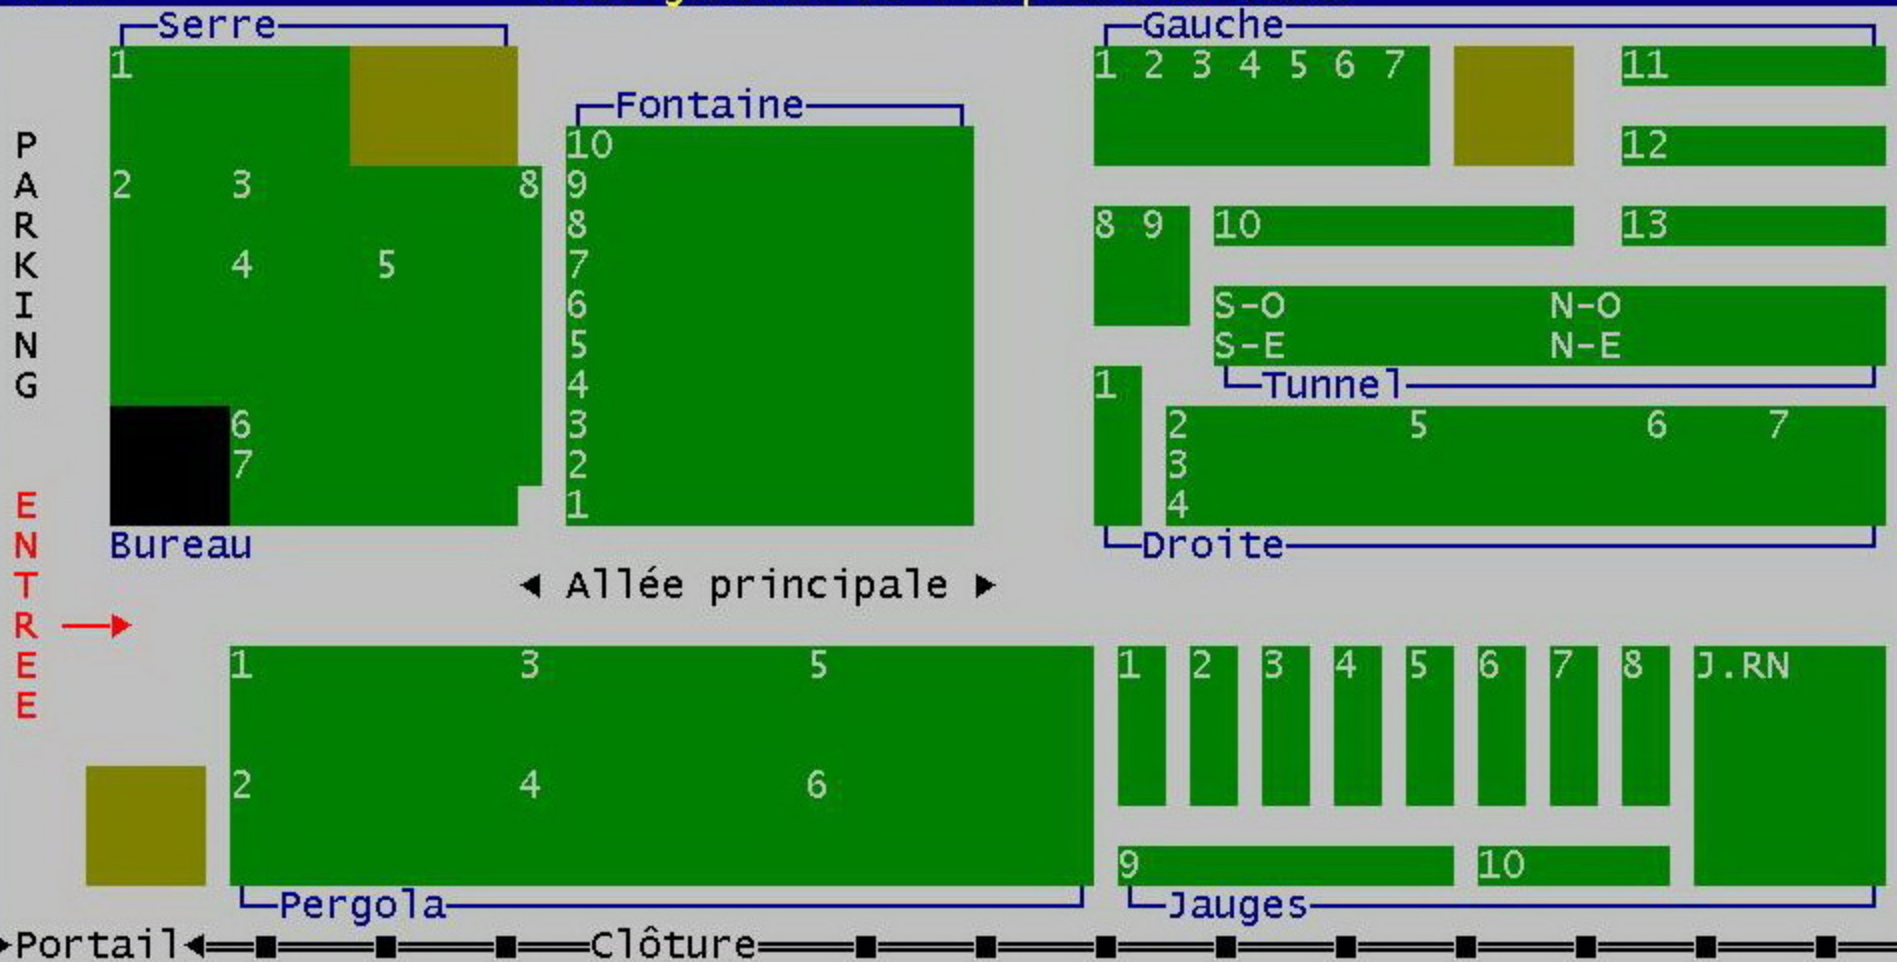 Serre Gauche
1 1 2 3 4 5 6 7 11
Fontaine
P 10 12
A 2 3 8 9
R 8 8 9 10 13
K 4 5 7
I 6 S-O N-O
N 5 S-E N-E
G 4 1 Tunnel
6 3 2 5 6 7
7 2 3
E 1 4
N Bureau Droite
T ◄ Allée principale ►
R →
E 1 3 5 1 2 3 4 5 6 7 8 J.RN
E
2 4 6
9 10
Pergola Jauges
Portail Clôture